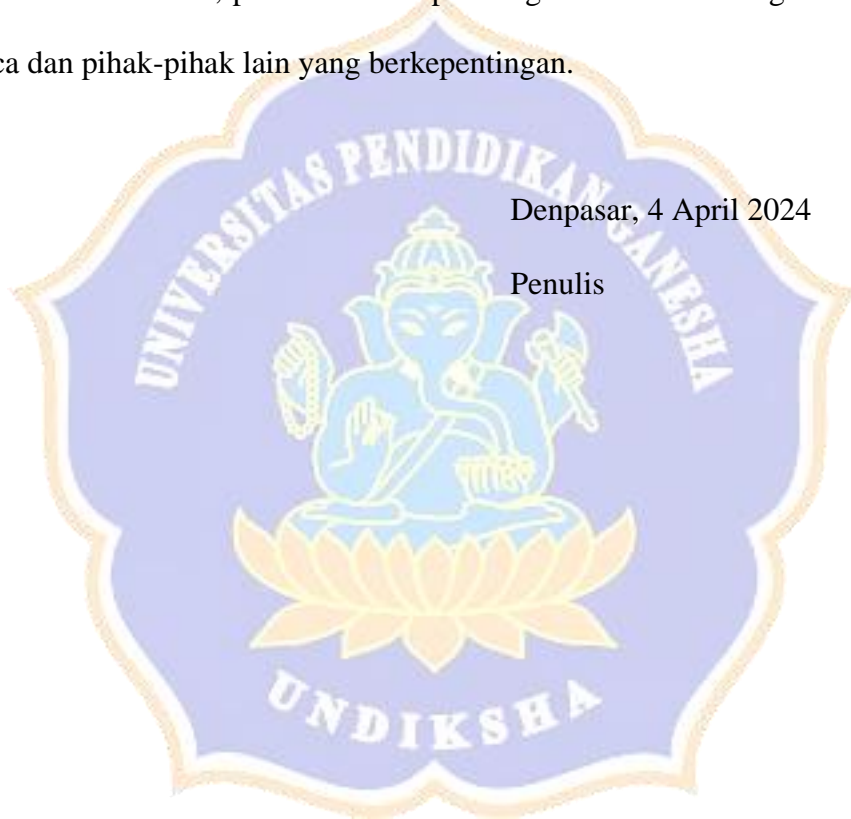 ca dan pihak-pihak lain yang berkepentingan.
UNIVERSITAS PENDIDIKAN GANESHA
Denpasar, 4 April 2024
Penulis
UNDIKSHA